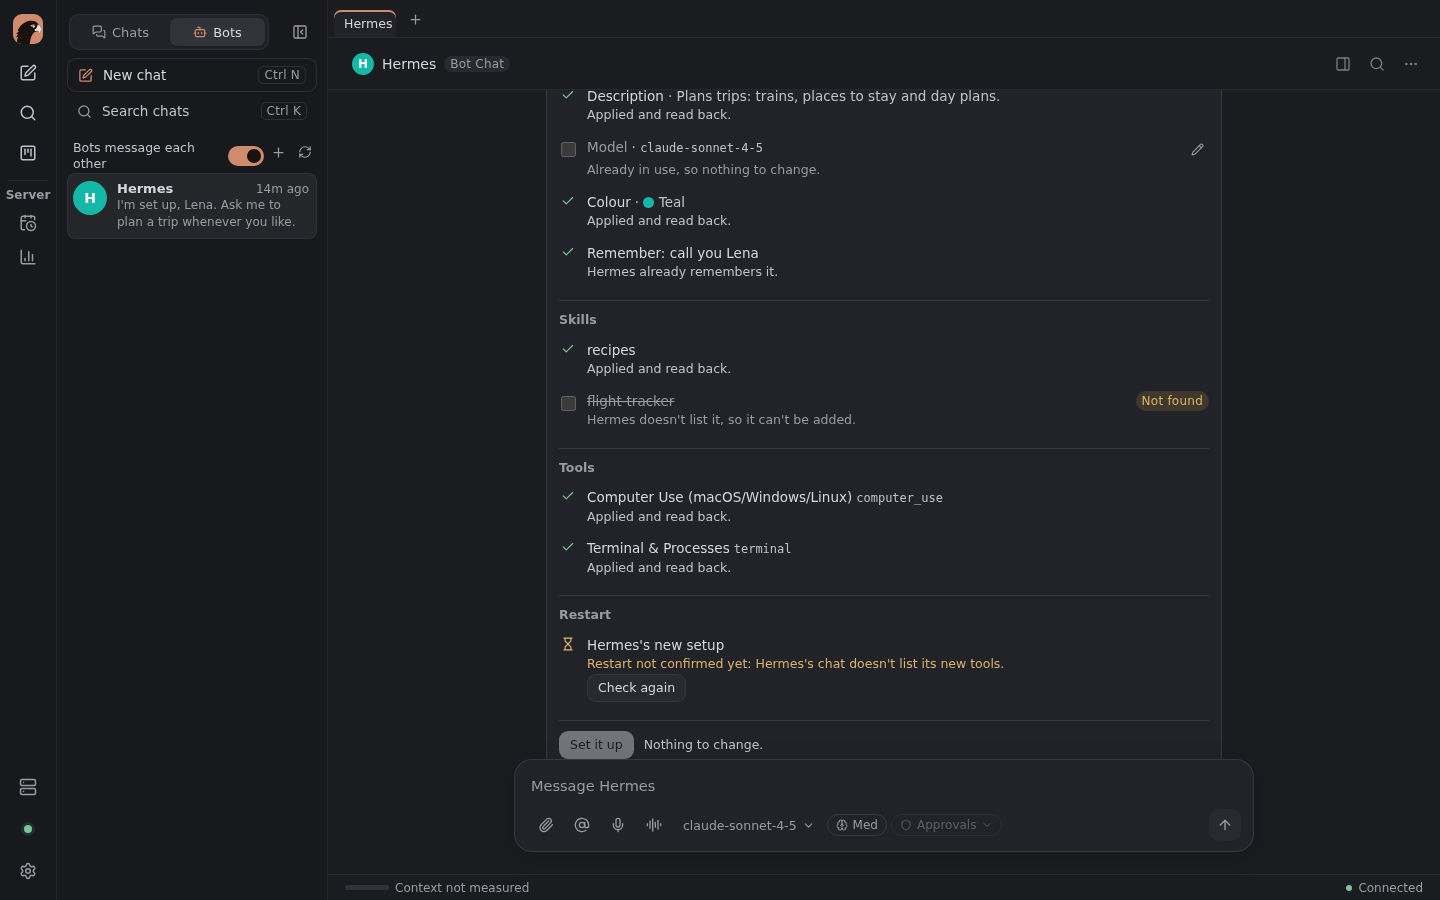 Chats
Bots
New chat
Ctrl N
Search chats
Ctrl K
Bots message each
other
Server
H
Hermes
14m ago
I'm set up, Lena. Ask me to
plan a trip whenever you like.
Hermes
H
Hermes
Bot Chat
Description · Plans trips: trains, places to stay and day plans.
Applied and read back.
Model · claude-sonnet-4-5
Already in use, so nothing to change.
Colour · Teal
Applied and read back.
Remember: call you Lena
Hermes already remembers it.
Skills
recipes
Applied and read back.
flight-tracker
Not found
Hermes doesn't list it, so it can't be added.
Tools
Computer Use (macOS/Windows/Linux) computer_use
Applied and read back.
Terminal & Processes terminal
Applied and read back.
Restart
Hermes's new setup
Restart not confirmed yet: Hermes's chat doesn't list its new tools.
Check again
Set it up
Nothing to change.
Message Hermes
claude-sonnet-4-5
Med
Approvals
Context not measured
Connected